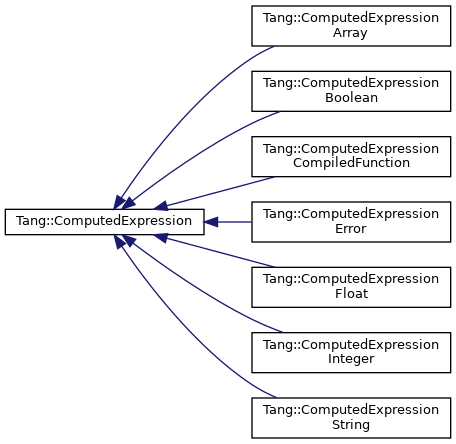 Tang::ComputedExpression
Array
Tang::ComputedExpression
Boolean
Tang::ComputedExpression
CompiledFunction
Tang::ComputedExpression
Tang::ComputedExpression
Error
Tang::ComputedExpression
Float
Tang::ComputedExpression
Integer
Tang::ComputedExpression
String